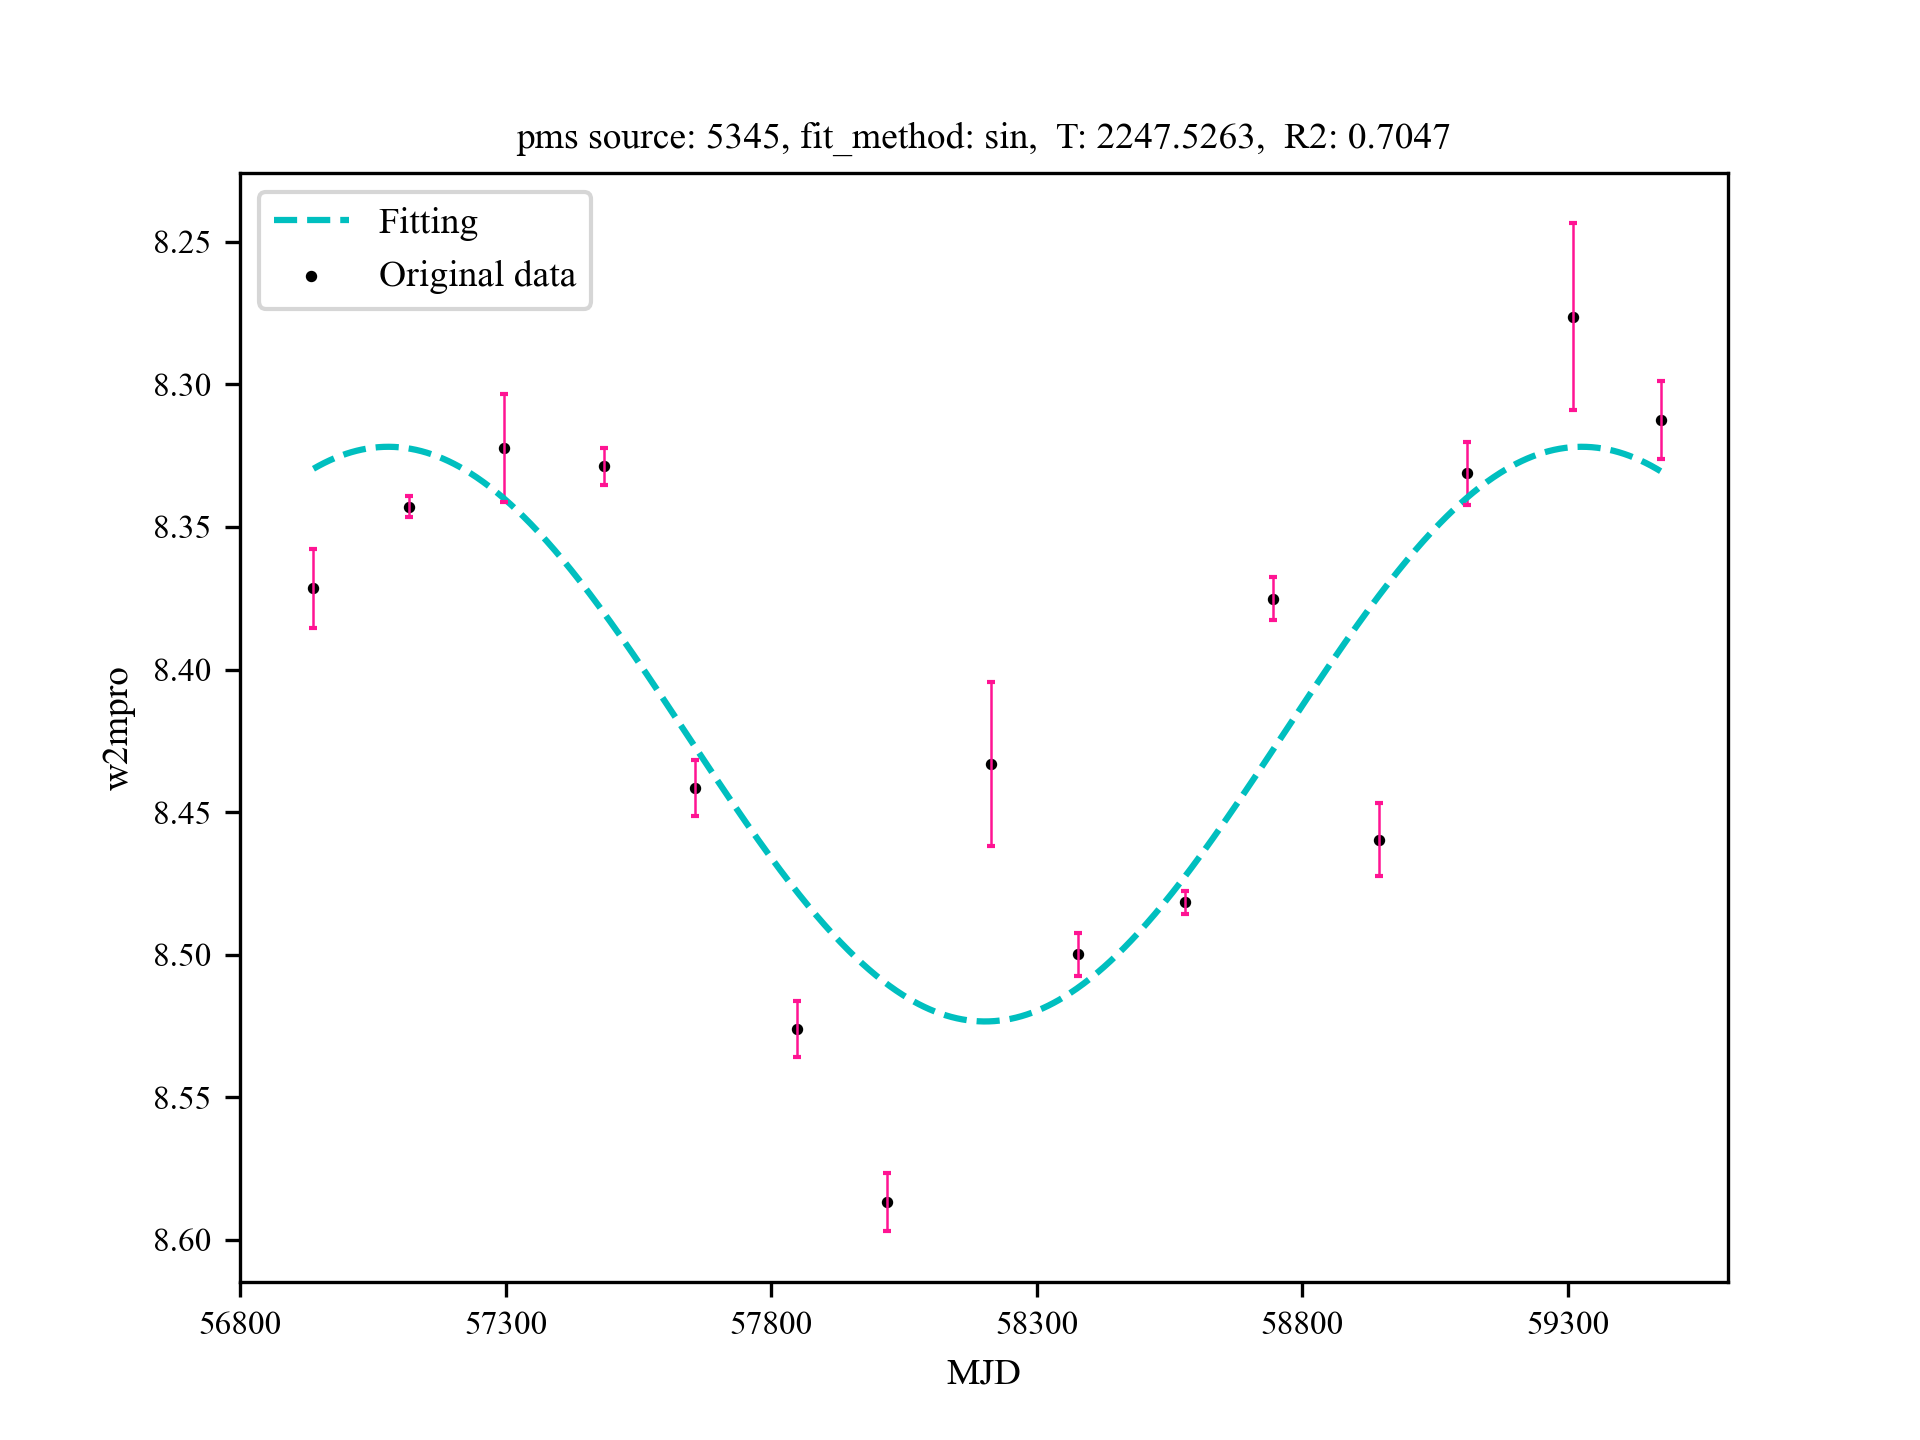 pms source: 5345, fit_method: sin,  T: 2247.5263,  R2: 0.7047
Fitting
Original data
8.25
8.30
8.35
8.40
8.45
8.50
8.55
8.60
w2mpro
56800
57300
57800
58300
58800
59300
MJD